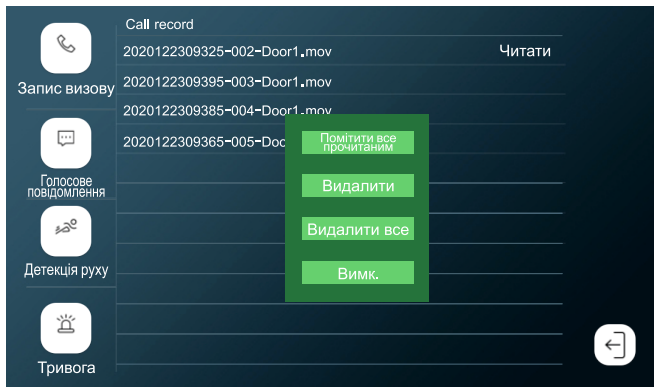 Call record
2020122309325-002-Door1.mov
Читати
2020122309395-003-Door1.mov
2020122309385-004-Door1.mov
2020122309365-005-Doo
Запис визову
Голосове
повідомлення
Детекція руху
Тривога
Помітити все
прочитаним
Видалити
Видалити все
Вимк.